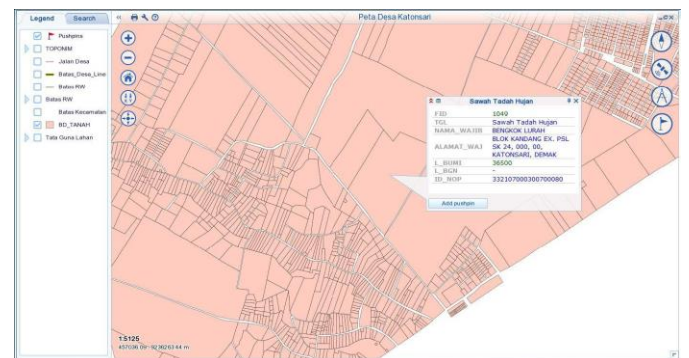 Legend
Search
Peta Desa Katonsari
Pushpins
TOPONIM
Jalan Desa
Batas_Desa_Line
Batas RW
Batas RW
Batas Kecamatan
BD_TANAH
Tata Guna Lahan
Sawah Tadah Hujan
FID 1049
TGL Sawah Tadah Hujan
NAMA_WAJIB BENGKOK LURAH
ALAMAT_WAJ BLOK KANDANG EX. PSL
SK 24, 000, 00,
KATONSARI, DEMAK
L_BUMI 36500
L_BGN -
ID_NOP 332107000300700080
Add pushpin
1:5125